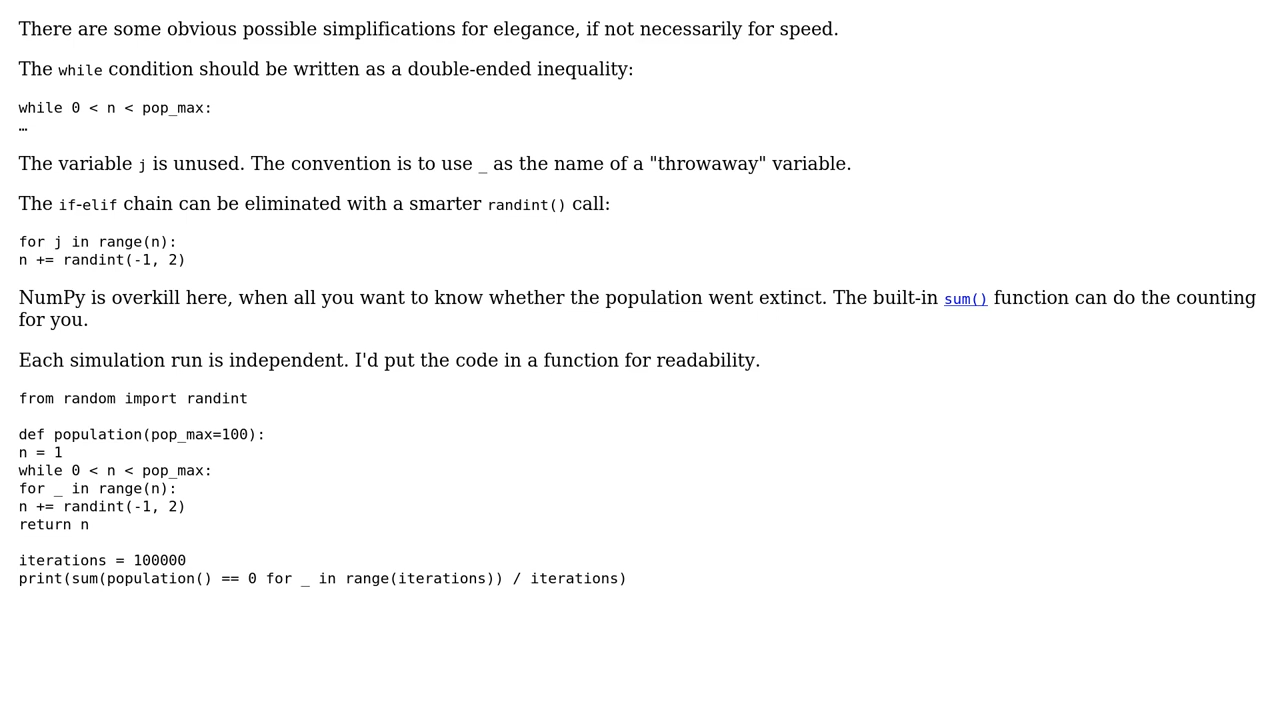 There are some obvious possible simplifications for elegance, if not necessarily for speed.
The while condition should be written as a double-ended inequality:
while 0 < n < pop_max:
…
The variable j is unused. The convention is to use _ as the name of a "throwaway" variable.
The if-elif chain can be eliminated with a smarter randint() call:
for j in range(n):
n += randint(-1, 2)
NumPy is overkill here, when all you want to know whether the population went extinct. The built-in sum() function can do the counting
for you.
Each simulation run is independent. I'd put the code in a function for readability.
from random import randint
def population(pop_max=100):
n = 1
while 0 < n < pop_max:
for _ in range(n):
n += randint(-1, 2)
return n
iterations = 100000
print(sum(population() == 0 for _ in range(iterations)) / iterations)